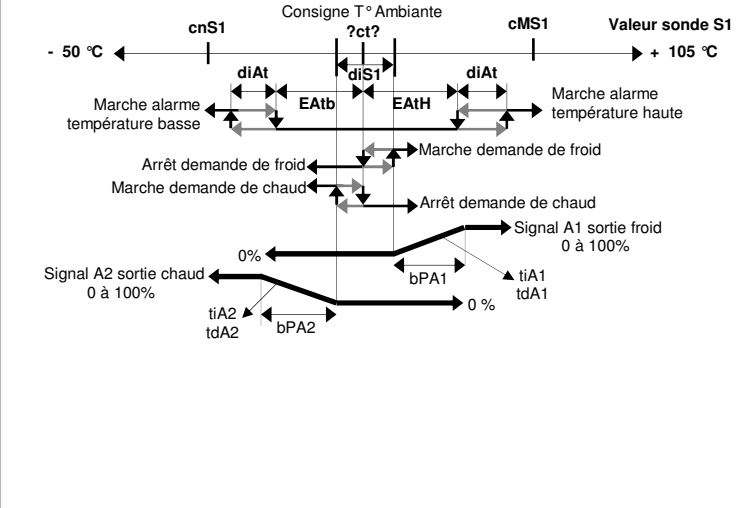 Consigne T° Ambiante
cnS1
?ct?
cMS1
Valeur sonde S1
- 50 °C
+ 105 °C
diAt
diS1
diAt
EAtb
EAtH
Marche alarme
température basse
Marche alarme
température haute
Marche demande de froid
Arrêt demande de froid
Marche demande de chaud
Arrêt demande de chaud
Signal A1 sortie froid
0 à 100%
0%
bPA1
tiA1
tdA1
Signal A2 sortie chaud
0 à 100%
0 %
tiA2
tdA2
bPA2